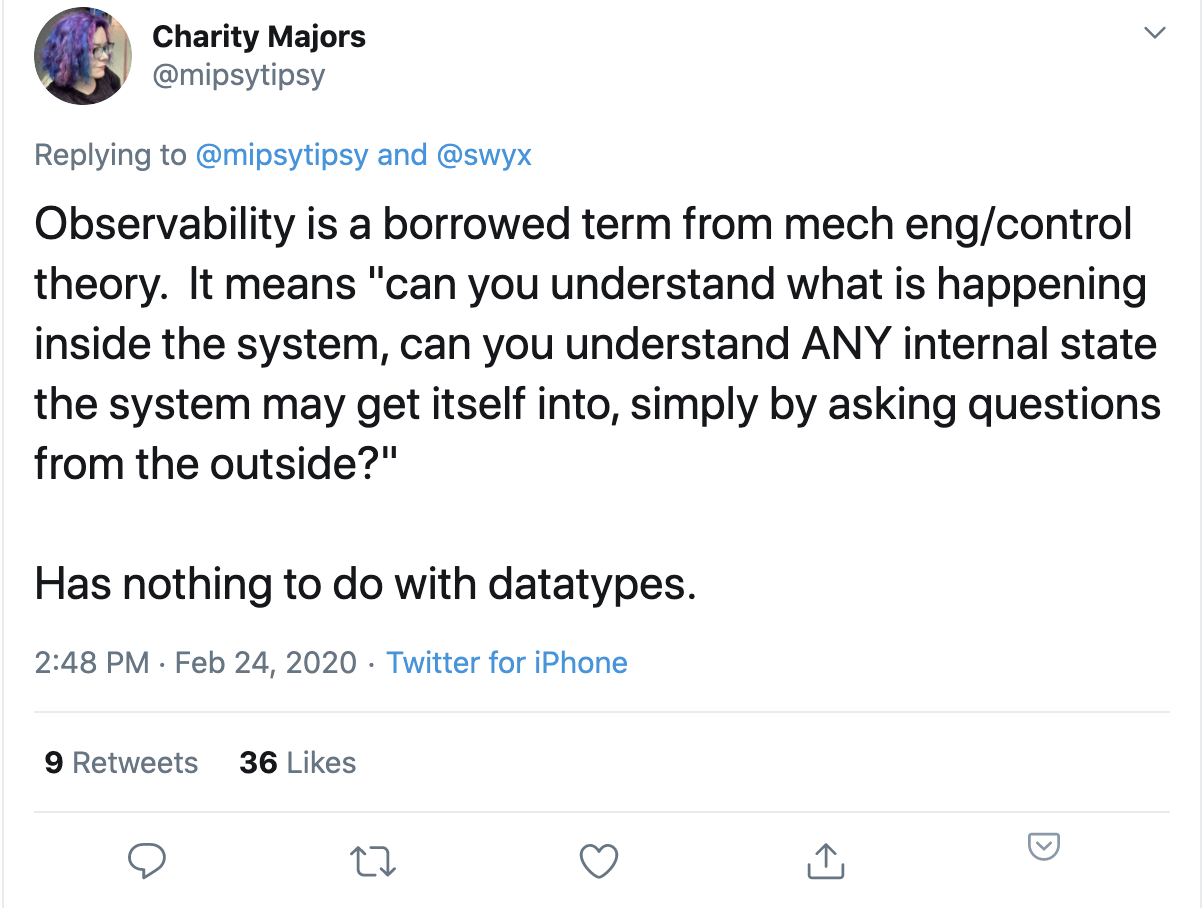 Charity Majors
@mipsytipsy
Replying to @mipsytipsy and @swyx
Observability is a borrowed term from mech eng/control
theory.  It means "can you understand what is happening
inside the system, can you understand ANY internal state
the system may get itself into, simply by asking questions
from the outside?"
Has nothing to do with datatypes.
2:48 PM · Feb 24, 2020 · Twitter for iPhone
9 Retweets 36 Likes